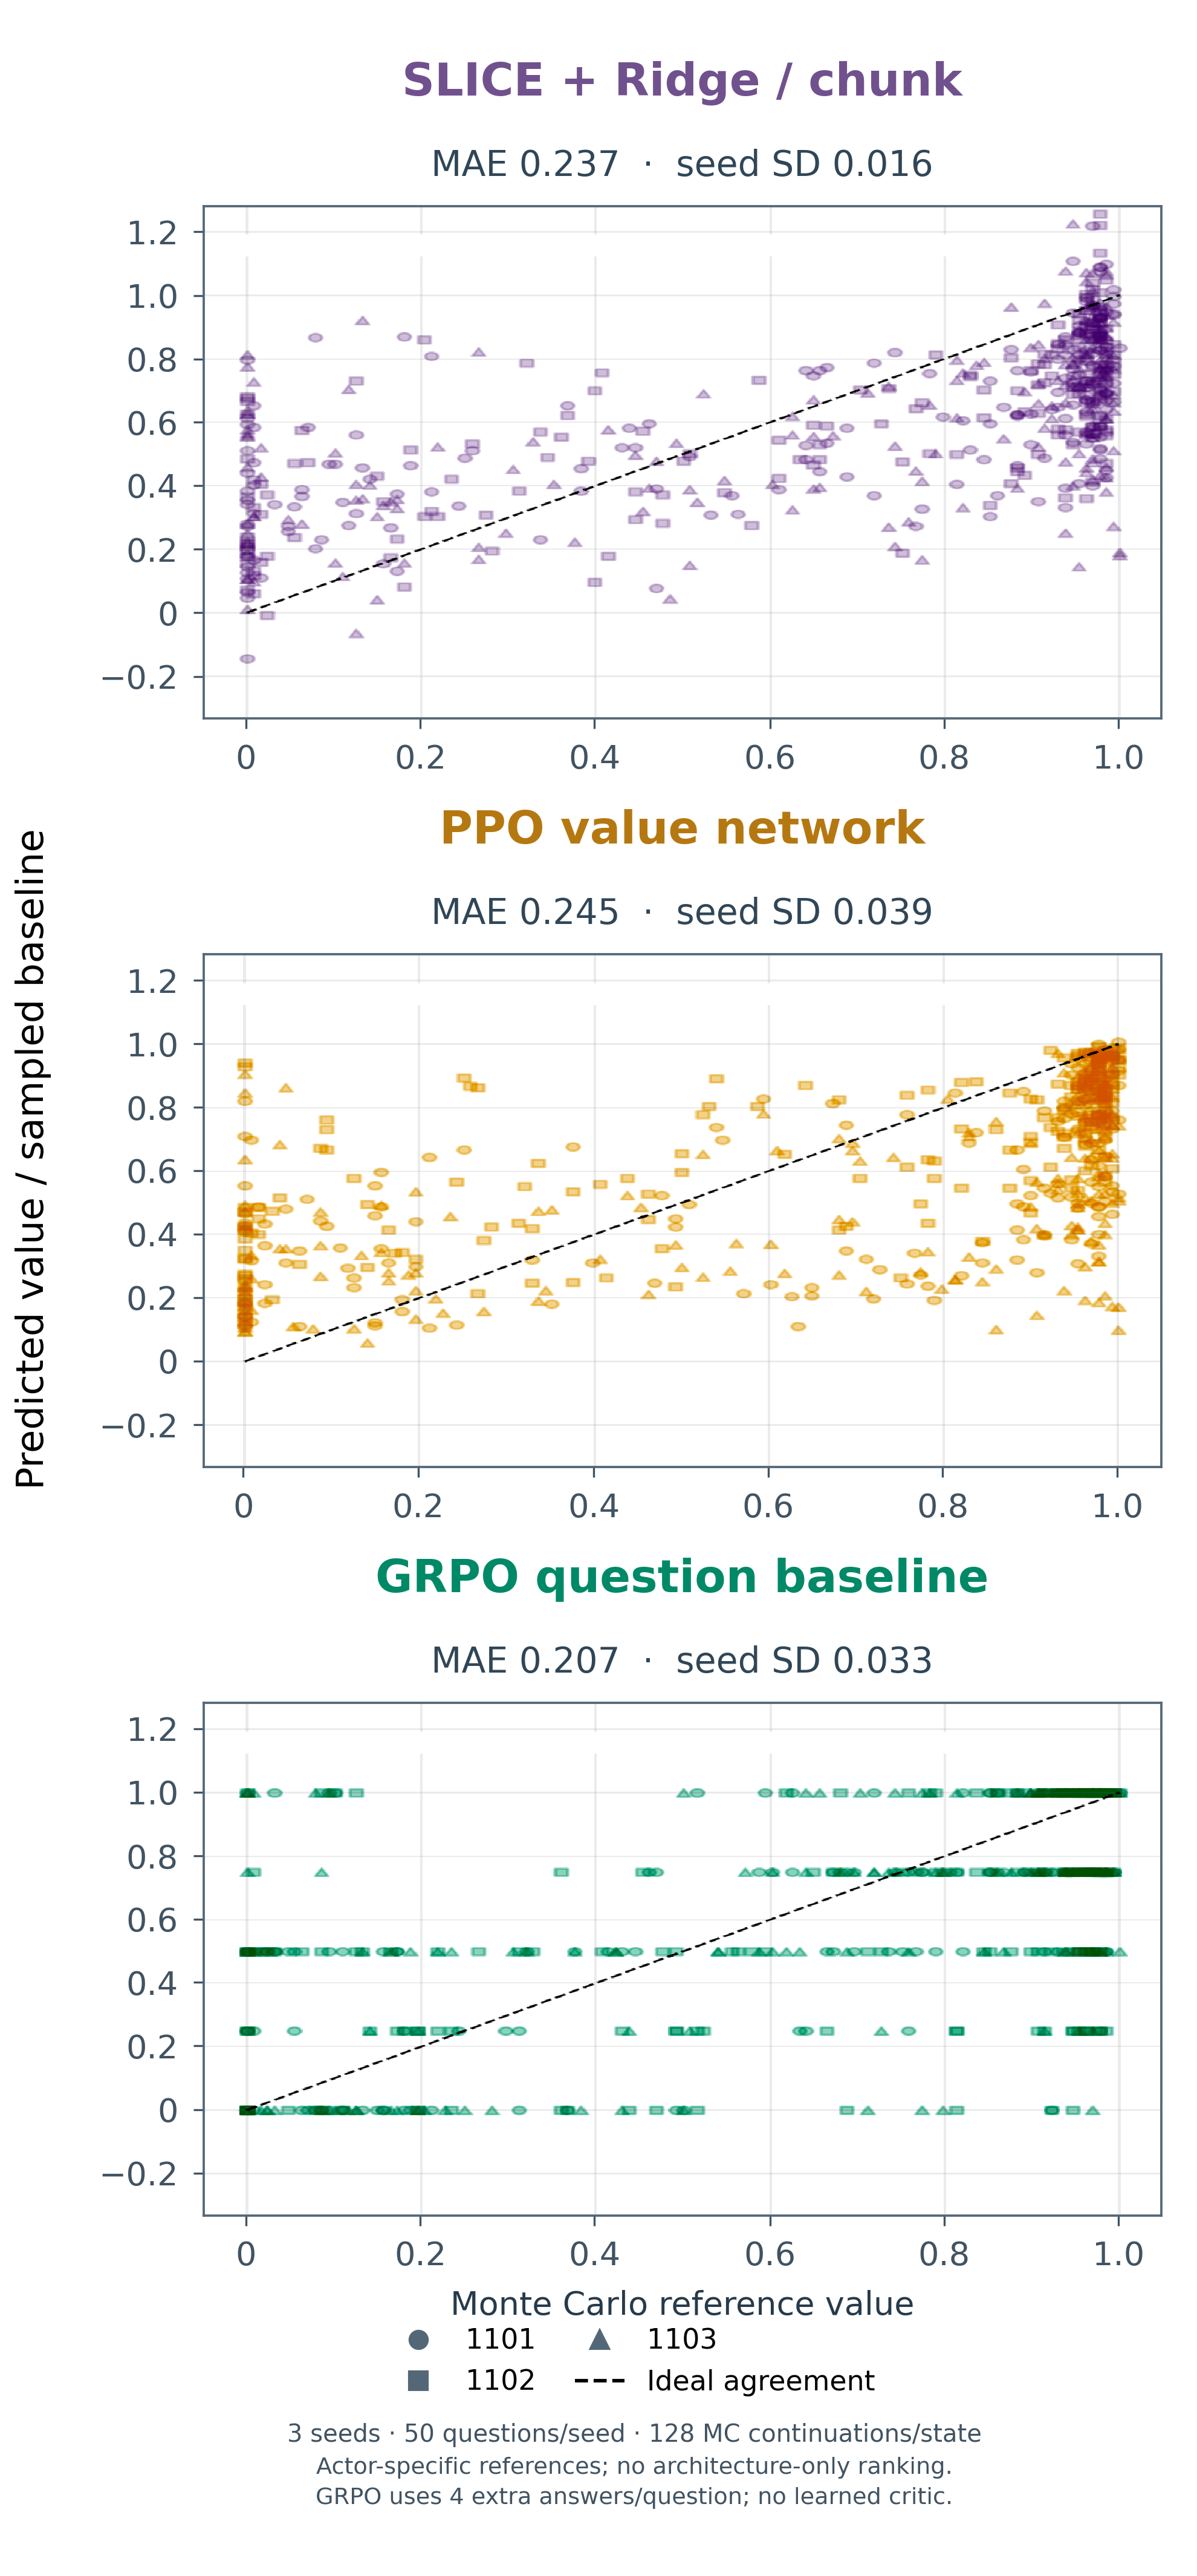 SLICE + Ridge / chunk
MAE 0.237 · seed SD 0.016
1.2
1.0
0.8
0.6
0.4
0.2
0
−0.2
0 0.2 0.4 0.6 0.8 1.0
PPO value network
MAE 0.245 · seed SD 0.039
Predicted value / sampled baseline
1.2
1.0
0.8
0.6
0.4
0.2
0
−0.2
0 0.2 0.4 0.6 0.8 1.0
GRPO question baseline
MAE 0.207 · seed SD 0.033
1.2
1.0
0.8
0.6
0.4
0.2
0
−0.2
0 0.2 0.4 0.6 0.8 1.0
Monte Carlo reference value
1101 1103
1102 Ideal agreement
3 seeds · 50 questions/seed · 128 MC continuations/state
Actor-specific references; no architecture-only ranking.
GRPO uses 4 extra answers/question; no learned critic.